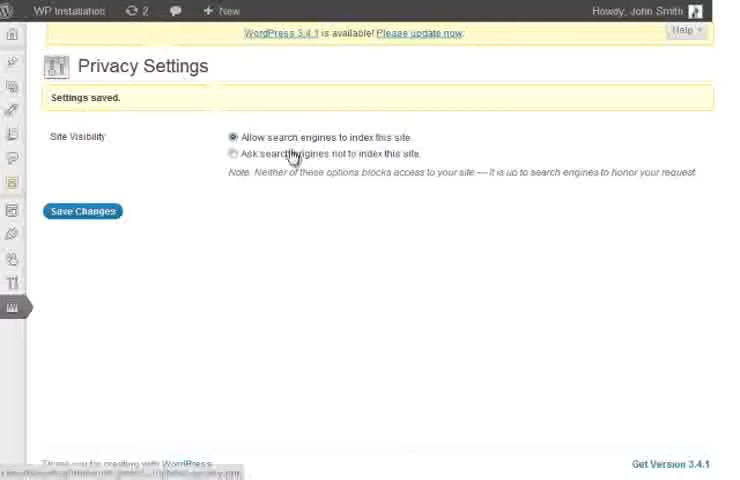 WP Installation 2 + New Howdy, John Smith
WordPress 3.4.1 is available! Please update now.
Help
Privacy Settings
Settings saved.
Site Visibility
Allow search engines to index this site.
Ask search engines not to index this site.
Note: Neither of these options blocks access to your site — it is up to search engines to honor your request.
Save Changes
Thank you for creating with WordPress.
Get Version 3.4.1